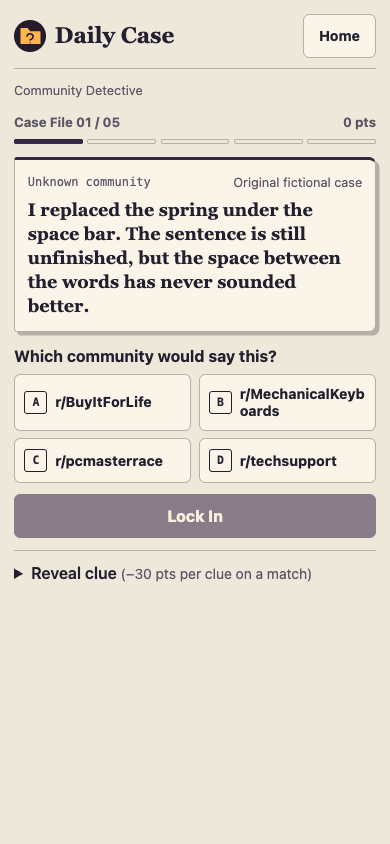 Daily Case
Home
Community Detective
Case File 01 / 05
0 pts
Unknown community
Original fictional case
I replaced the spring under the
space bar. The sentence is still
unfinished, but the space between
the words has never sounded
better.
Which community would say this?
A r/BuyItForLife
B r/MechanicalKeyb
oards
C r/pcmasterrace
D r/techsupport
Lock In
Reveal clue (−30 pts per clue on a match)